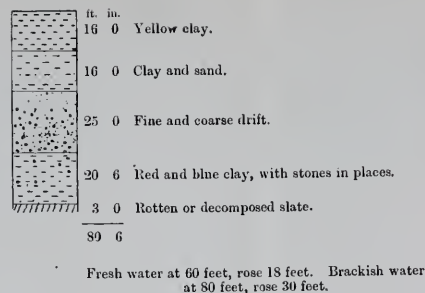 ft. in.
16 0 Yellow clay.
16 0 Clay and sand.
25 0 Fine and coarse drift.
20 6 Red and blue clay, with stones in places.
3 0 Rotten or decomposed slate.
80 6
Fresh water at 60 feet, rose 18 feet. Brackish water
at 80 feet, rose 30 feet.